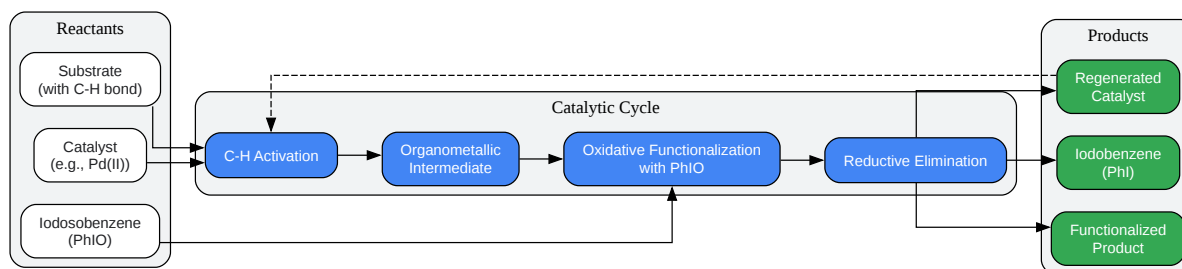 Reactants
Substrate
(with C-H bond)
Catalyst
(e.g., Pd(II))
Iodosobenzene
(PhIO)
Catalytic Cycle
C-H Activation
Organometallic
Intermediate
Oxidative Functionalization
with PhIO
Reductive Elimination
Products
Regenerated
Catalyst
Iodobenzene
(PhI)
Functionalized
Product